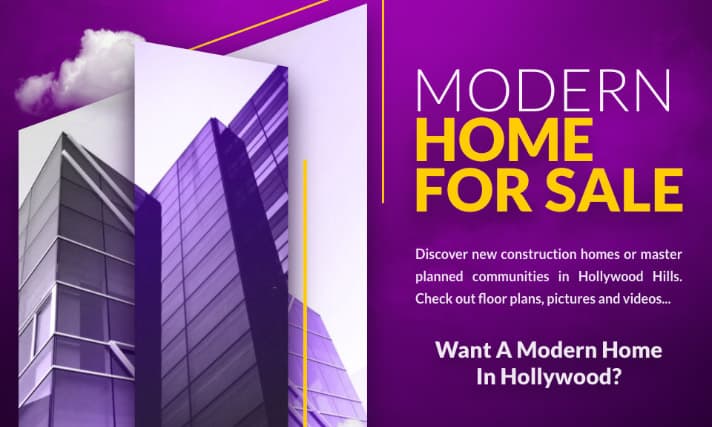 MODERN
HOME
FOR SALE
Discover new construction homes or master
planned communities in Hollywood Hills.
Check out floor plans, pictures and videos...
Want A Modern Home
In Hollywood?